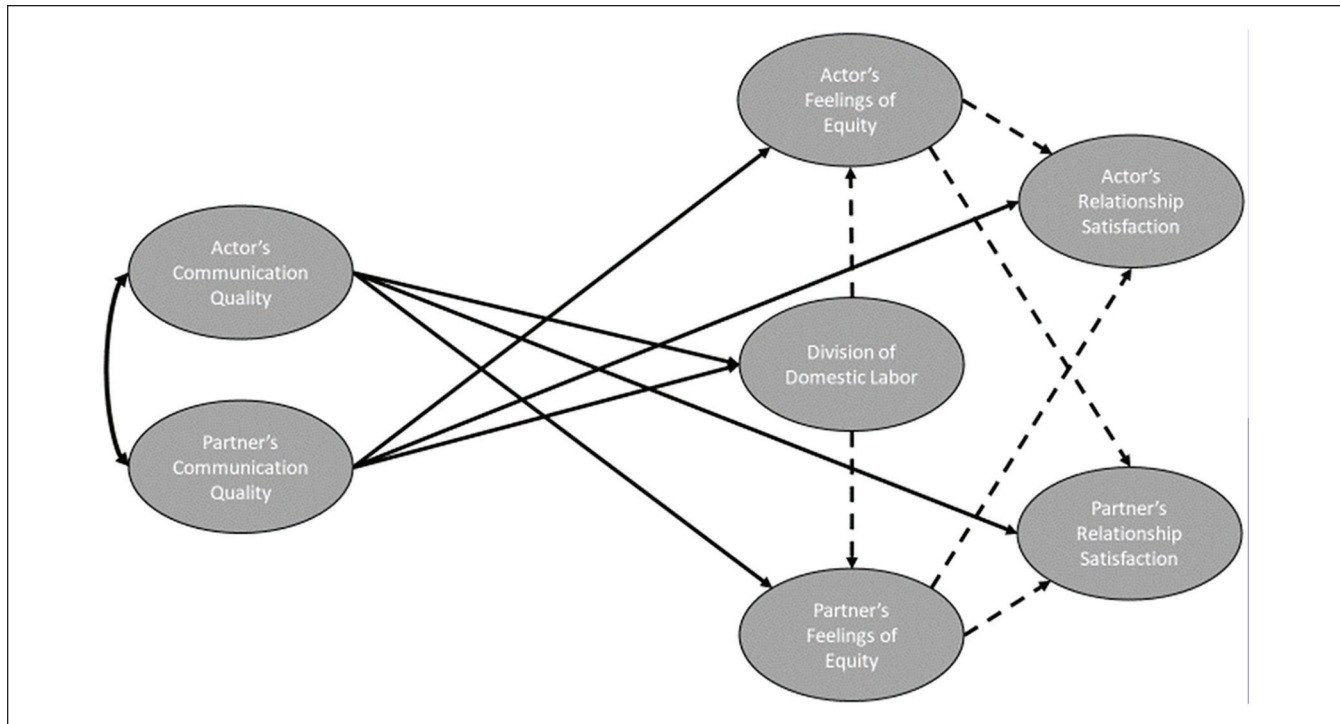 Actor's
Feelings of
Equity
Actor's
Relationship
Satisfaction
Actor's
Communication
Quality
Division of
Domestic Labor
Partner's
Communication
Quality
Partner's
Relationship
Satisfaction
Partner's
Feelings of
Equity